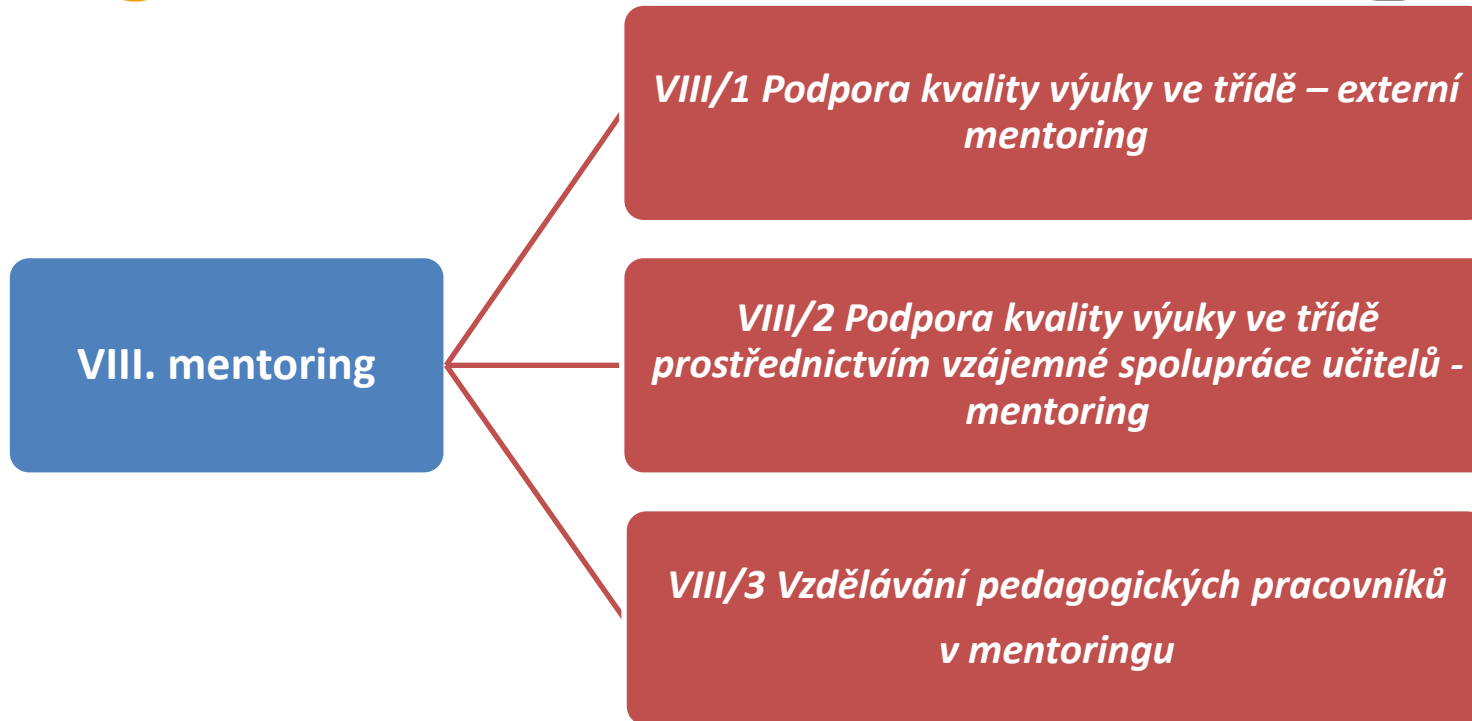 VIII. mentoring
VIII/1 Podpora kvality výuky ve třídě – externí
mentoring
VIII/2 Podpora kvality výuky ve třídě
prostřednictvím vzájemné spolupráce učitelů -
mentoring
VIII/3 Vzdělávání pedagogických pracovníků
v mentoringu